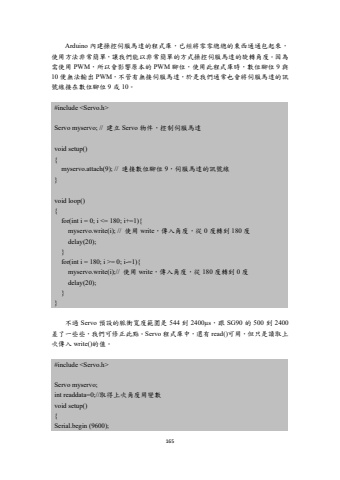 Arduino 內建操控伺服馬達的程式庫，已經將零零總總的東西通通包起來，
使用方法非常簡單，讓我們能以非常簡單的方式操控伺服馬達的旋轉角度。因為
需使用 PWM，所以會影響原本的 PWM 腳位，使用此程式庫時，數位腳位 9 與
10 便無法輸出 PWM，不管有無接伺服馬達，於是我們通常也會將伺服馬達的訊
號線接在數位腳位 9 或 10。
#include <Servo.h>
Servo myservo; // 建立 Servo 物件，控制伺服馬達
void setup()
{
myservo.attach(9); // 連接數位腳位 9，伺服馬達的訊號線
}
void loop()
{
for(int i = 0; i <= 180; i+=1){
myservo.write(i); // 使用 write，傳入角度，從 0 度轉到 180 度
delay(20);
}
for(int i = 180; i >= 0; i-=1){
myservo.write(i);// 使用 write，傳入角度，從 180 度轉到 0 度
delay(20);
}
}
不過 Servo 預設的脈衝寬度範圍是 544 到 2400μs，跟 SG90 的 500 到 2400
差了一些些，我們可修正此點。Servo 程式庫中，還有 read()可用，但只是讀取上
次傳入 write()的值。
#include <Servo.h>
Servo myservo;
int readdata=0;//取得上次角度用變數
void setup()
{
Serial.begin (9600);
165